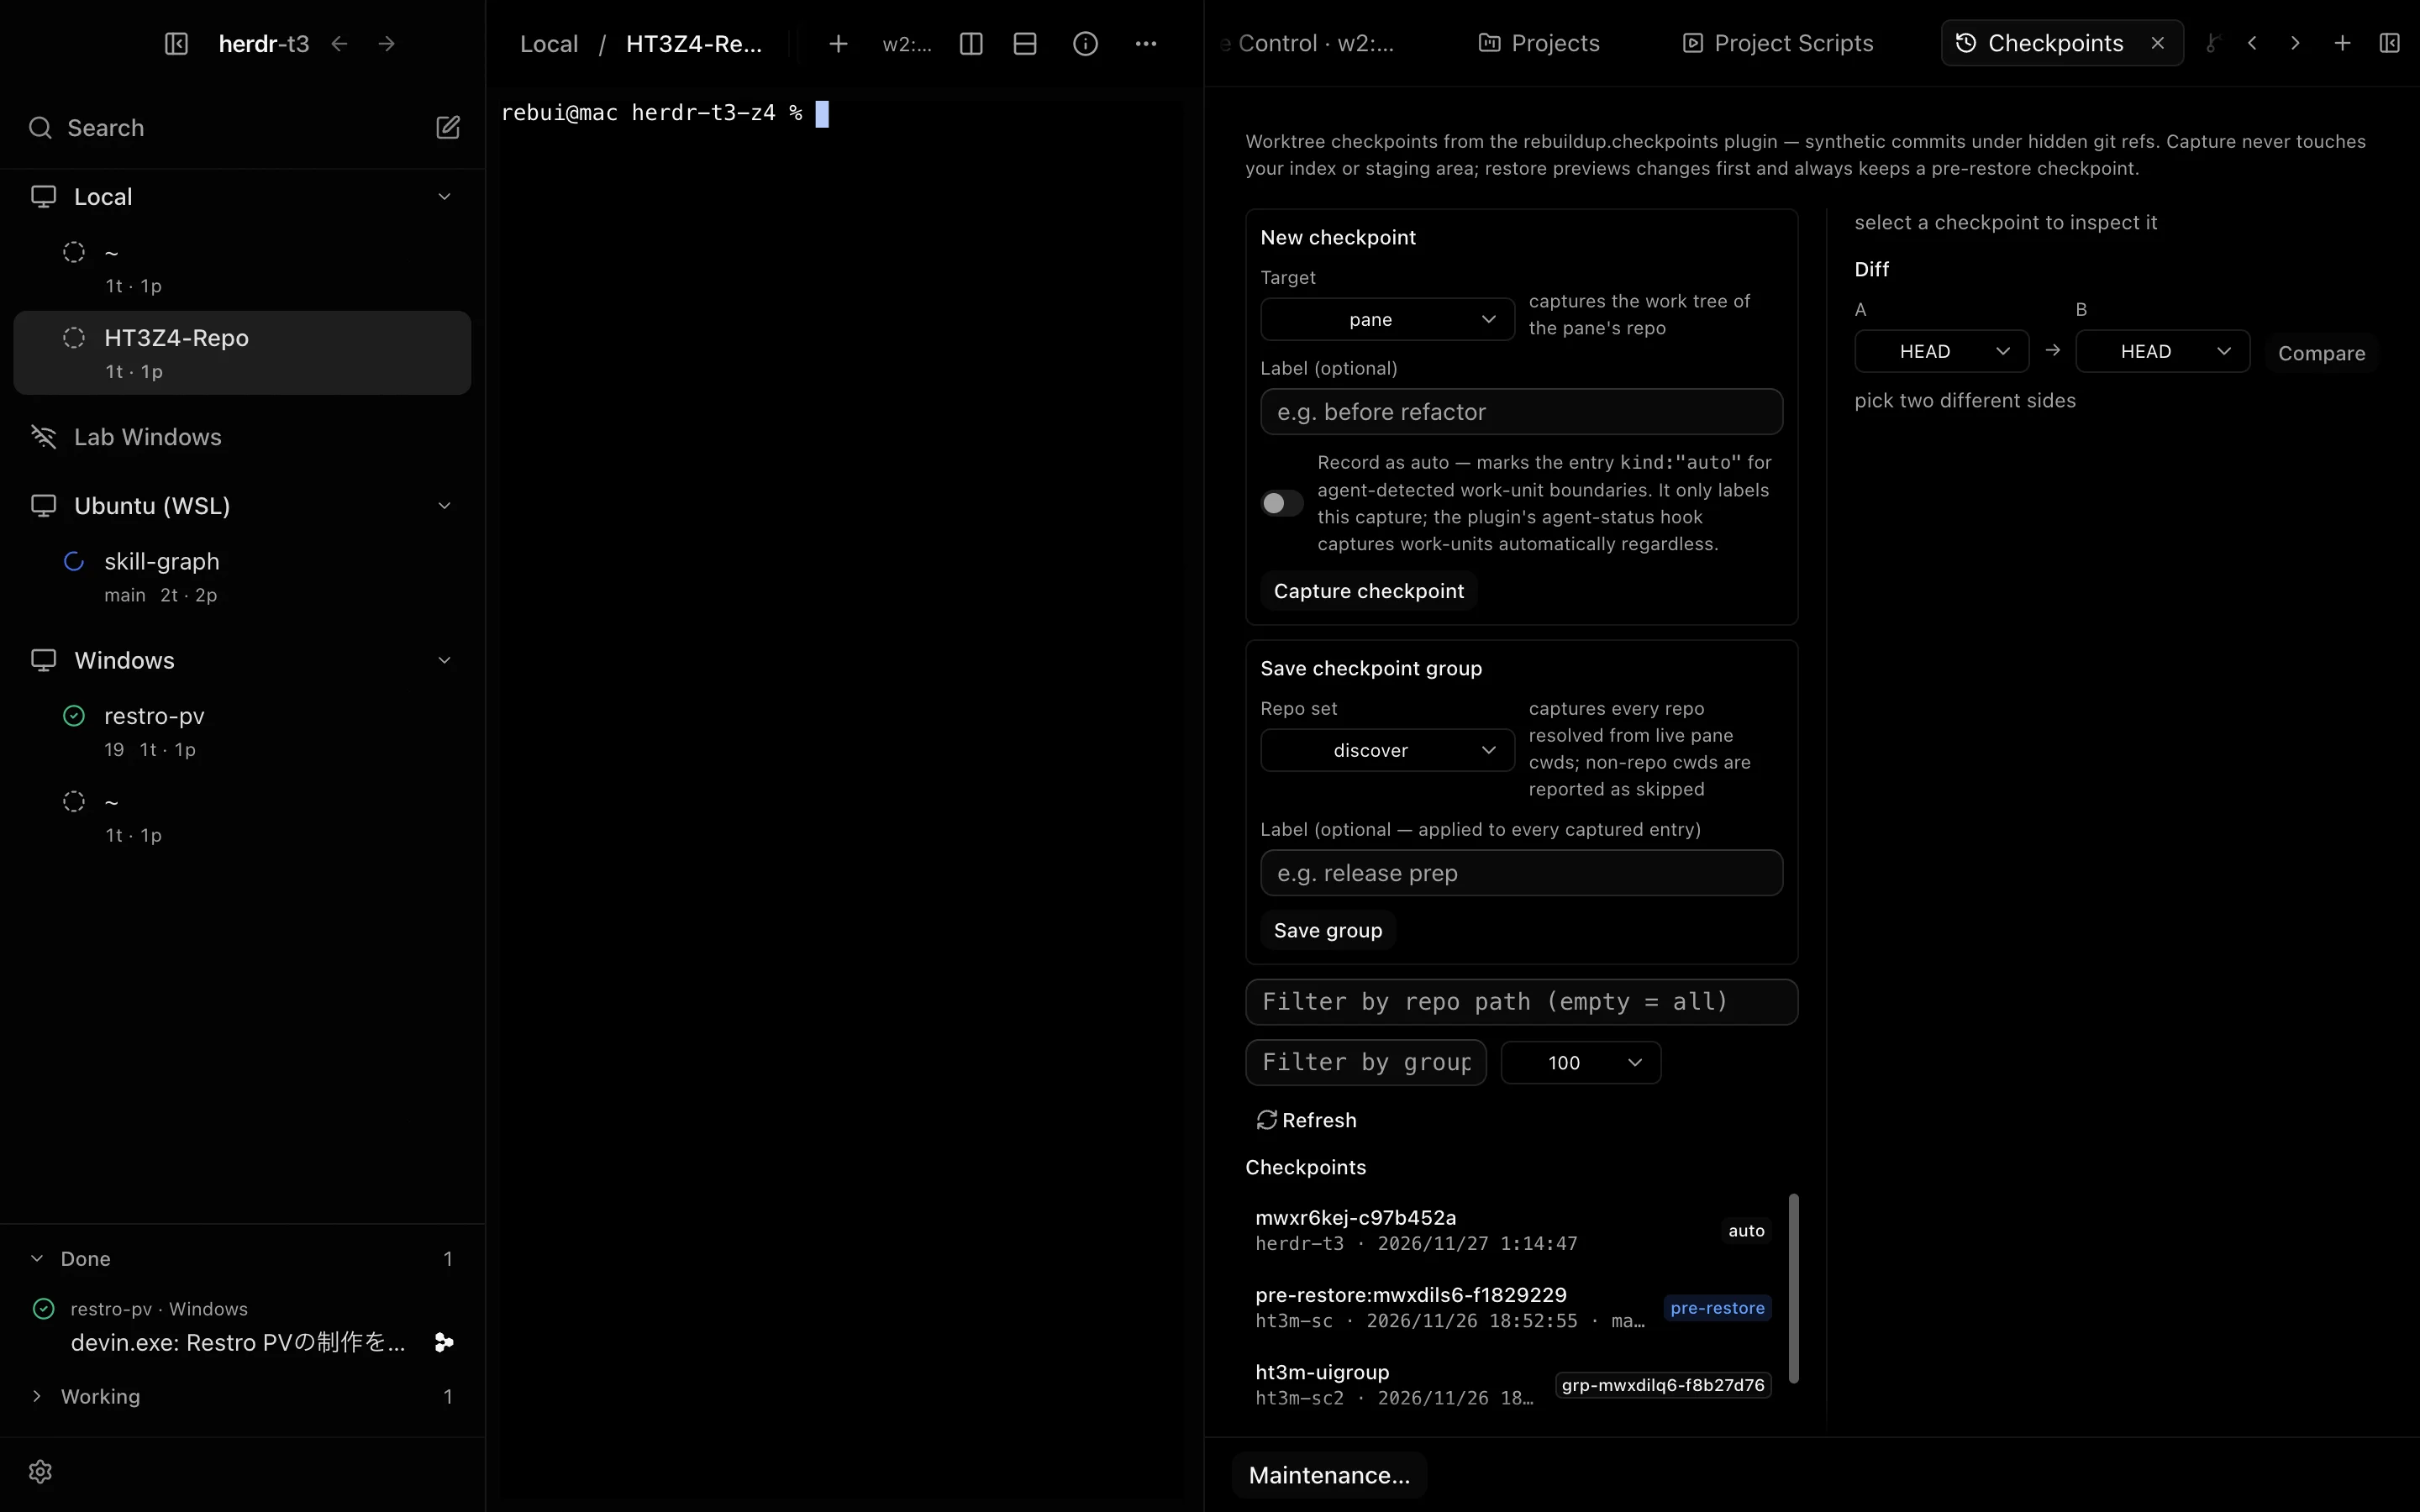 herdr-t3
Search
Local
~
1t · 1p
HT3Z4-Repo
1t · 1p
Lab Windows
Ubuntu (WSL)
skill-graph
main 2t · 2p
Windows
restro-pv
19 1t · 1p
~
1t · 1p
Done 1
restro-pv · Windows
devin.exe: Restro PVの制作を...
Working 1
Local / HT3Z4-Re... w2:...
rebui@mac herdr-t3-z4 %
e Control · w2:... Projects Project Scripts Checkpoints
Worktree checkpoints from the rebuildup.checkpoints plugin — synthetic commits under hidden git refs. Capture never touches
your index or staging area; restore previews changes first and always keeps a pre-restore checkpoint.
New checkpoint
Target
pane
captures the work tree of
the pane's repo
Label (optional)
e.g. before refactor
Record as auto — marks the entry kind:"auto" for
agent-detected work-unit boundaries. It only labels
this capture; the plugin's agent-status hook
captures work-units automatically regardless.
Capture checkpoint
Save checkpoint group
Repo set
discover
captures every repo
resolved from live pane
cwds; non-repo cwds are
reported as skipped
Label (optional — applied to every captured entry)
e.g. release prep
Save group
Filter by repo path (empty = all)
Filter by group 100
Refresh
Checkpoints
mwxr6kej-c97b452a
herdr-t3 · 2026/11/27 1:14:47
auto
pre-restore:mwxdils6-f1829229
ht3m-sc · 2026/11/26 18:52:55 · ma...
pre-restore
ht3m-uigroup
ht3m-sc2 · 2026/11/26 18...
grp-mwxdilq6-f8b27d76
Maintenance...
select a checkpoint to inspect it
Diff
A B
HEAD → HEAD Compare
pick two different sides